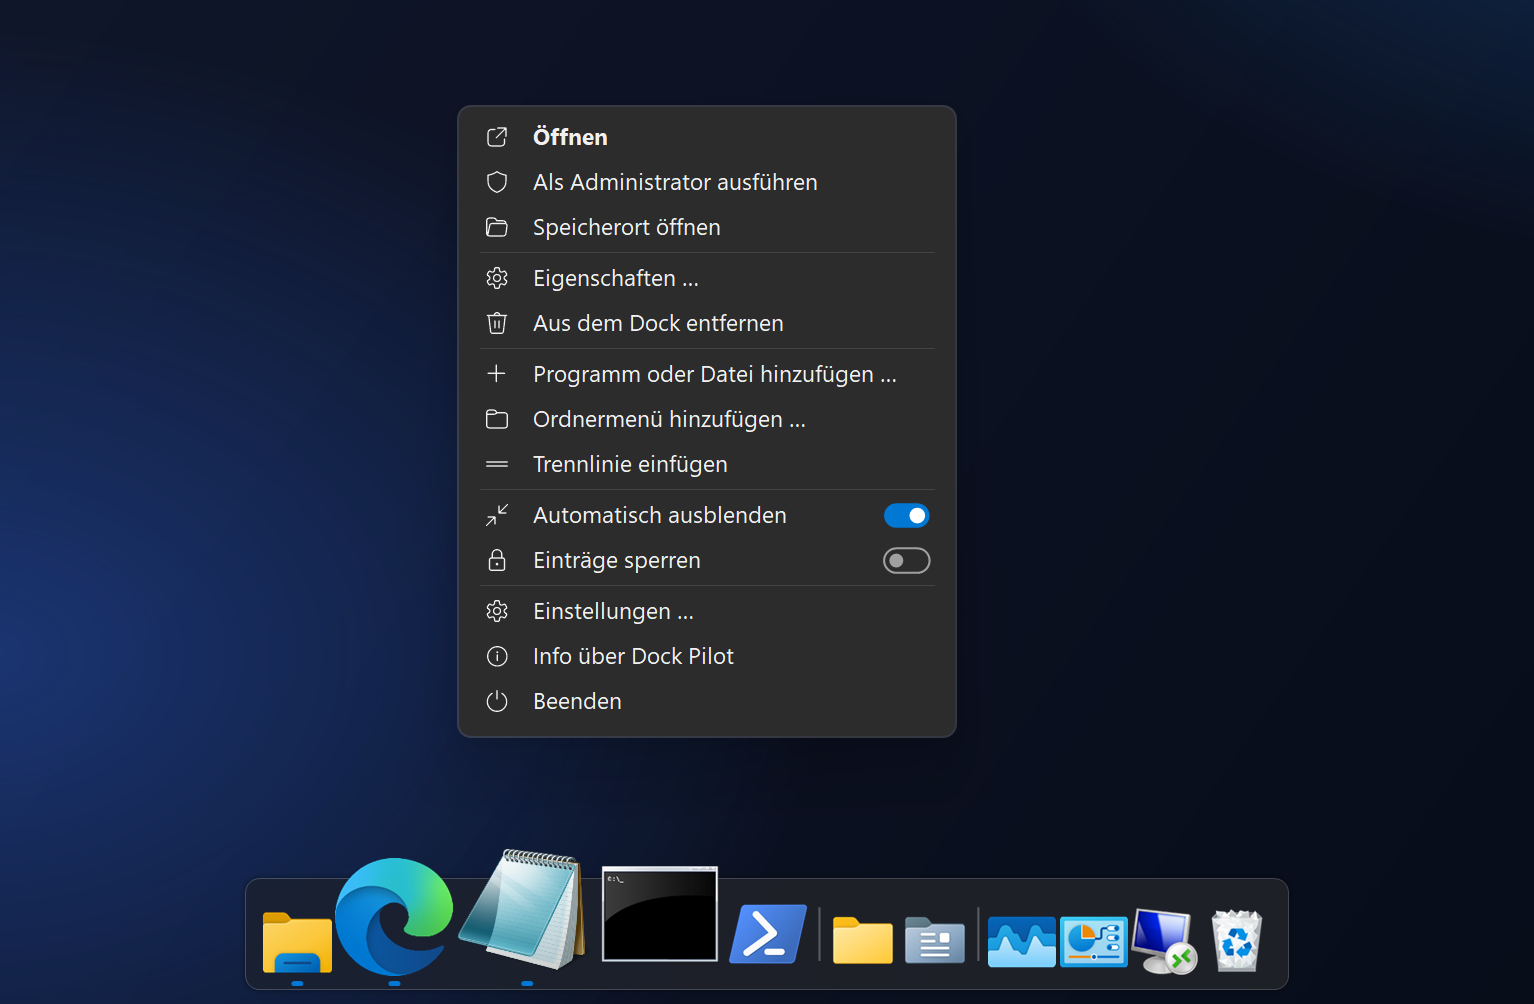 Öffnen
Als Administrator ausführen
Speicherort öffnen
Eigenschaften ...
Aus dem Dock entfernen
Programm oder Datei hinzufügen ...
Ordnermenü hinzufügen ...
Trennlinie einfügen
Automatisch ausblenden
Einträge sperren
Einstellungen ...
Info über Dock Pilot
Beenden
C:\_